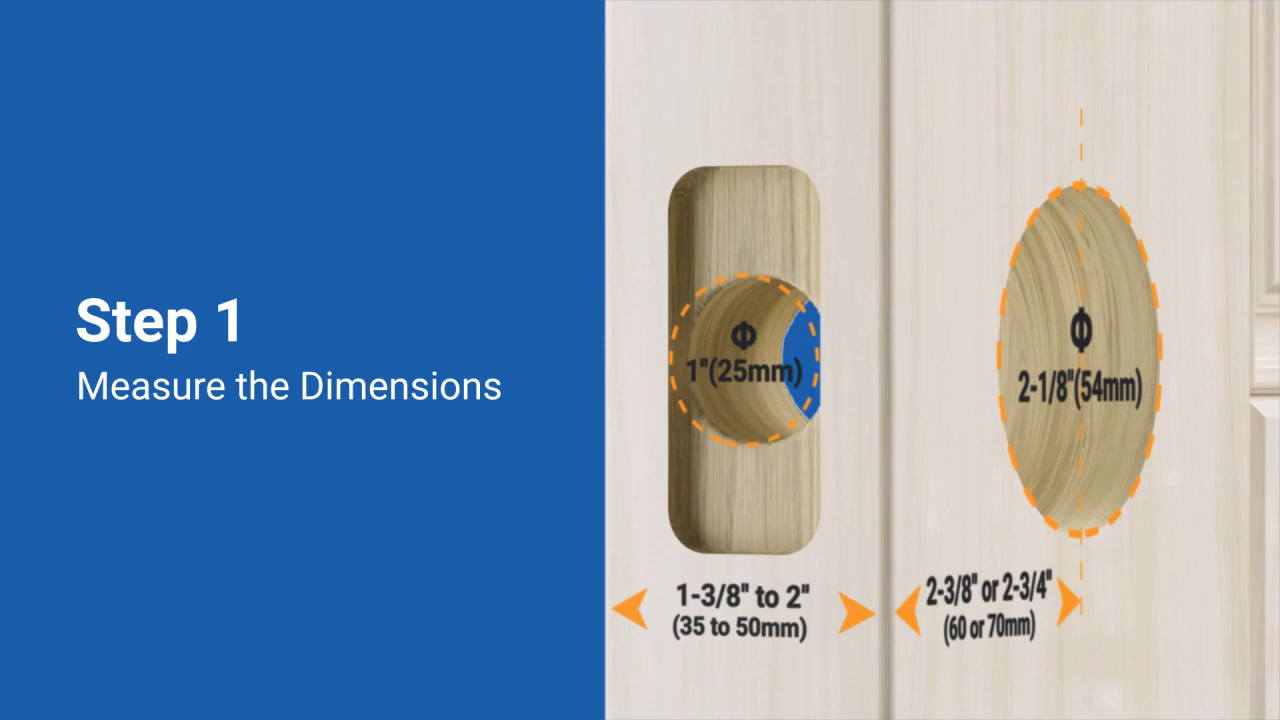 Step 1
Measure the Dimensions
Φ
1"(25mm)
Φ
2-1/8"(54mm)
1-3/8" to 2"
(35 to 50mm)
2-3/8" or 2-3/4"
(60 or 70mm)